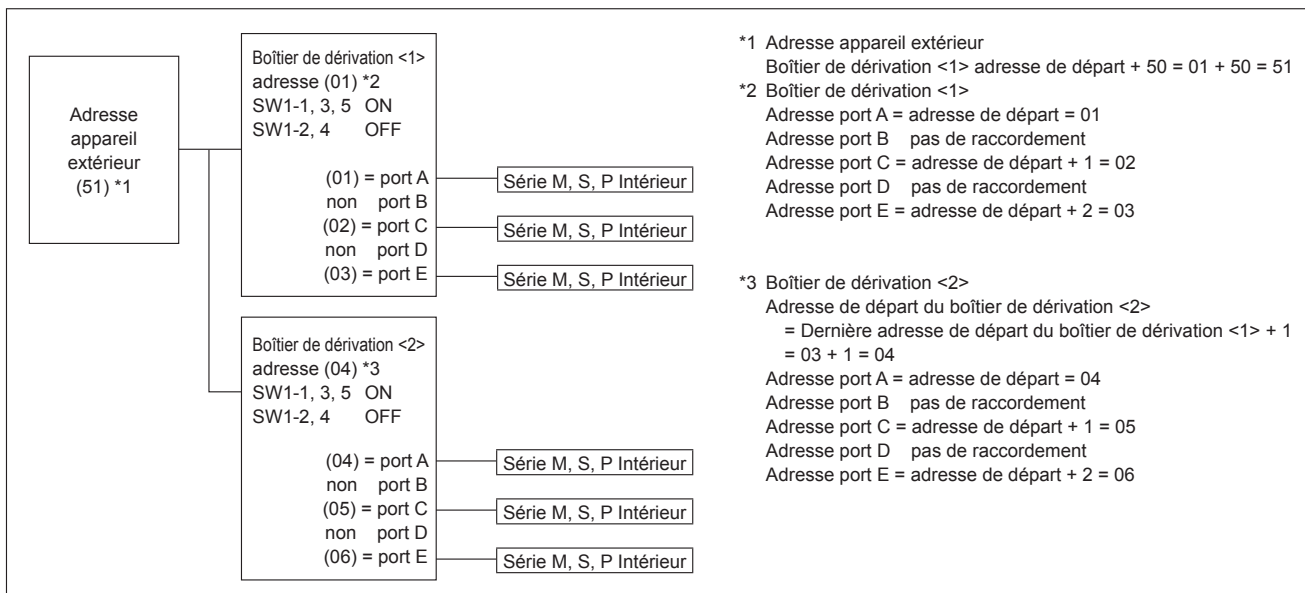 Adresse
appareil
extérieur
(51) *1
Boîtier de dérivation <1>
adresse (01) *2
SW1-1, 3, 5 ON
SW1-2, 4 OFF
(01) = port A
non port B
(02) = port C
non port D
(03) = port E
Série M, S, P Intérieur
Série M, S, P Intérieur
Série M, S, P Intérieur
Boîtier de dérivation <2>
adresse (04) *3
SW1-1, 3, 5 ON
SW1-2, 4 OFF
(04) = port A
non port B
(05) = port C
non port D
(06) = port E
Série M, S, P Intérieur
Série M, S, P Intérieur
Série M, S, P Intérieur
*1 Adresse appareil extérieur
Boîtier de dérivation <1> adresse de départ + 50 = 01 + 50 = 51
*2 Boîtier de dérivation <1>
Adresse port A = adresse de départ = 01
Adresse port B pas de raccordement
Adresse port C = adresse de départ + 1 = 02
Adresse port D pas de raccordement
Adresse port E = adresse de départ + 2 = 03
*3 Boîtier de dérivation <2>
Adresse de départ du boîtier de dérivation <2>
= Dernière adresse de départ du boîtier de dérivation <1> + 1
= 03 + 1 = 04
Adresse port A = adresse de départ = 04
Adresse port B pas de raccordement
Adresse port C = adresse de départ + 1 = 05
Adresse port D pas de raccordement
Adresse port E = adresse de départ + 2 = 06